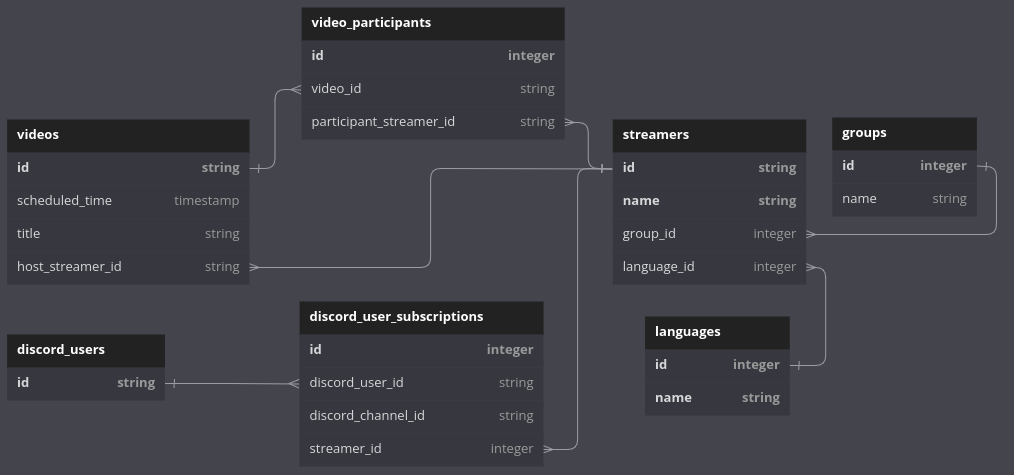 video_participants
id integer
video_id string
participant_streamer_id string
videos
id string
scheduled_time timestamp
title string
host_streamer_id string
streamers
id string
name string
group_id integer
language_id integer
groups
id integer
name string
discord_users
id string
discord_user_subscriptions
id integer
discord_user_id string
discord_channel_id string
streamer_id integer
languages
id integer
name string